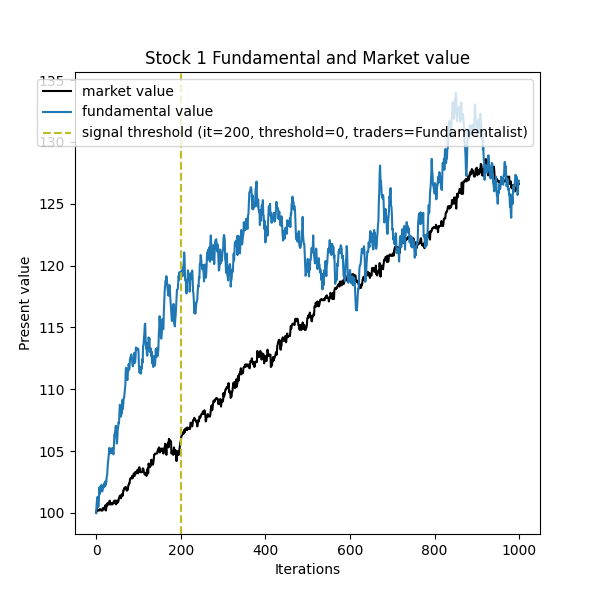 Stock 1 Fundamental and Market value
market value
fundamental value
signal threshold (it=200, threshold=0, traders=Fundamentalist)
135
130
125
120
115
110
105
100
Present value
0 200 400 600 800 1000
Iterations